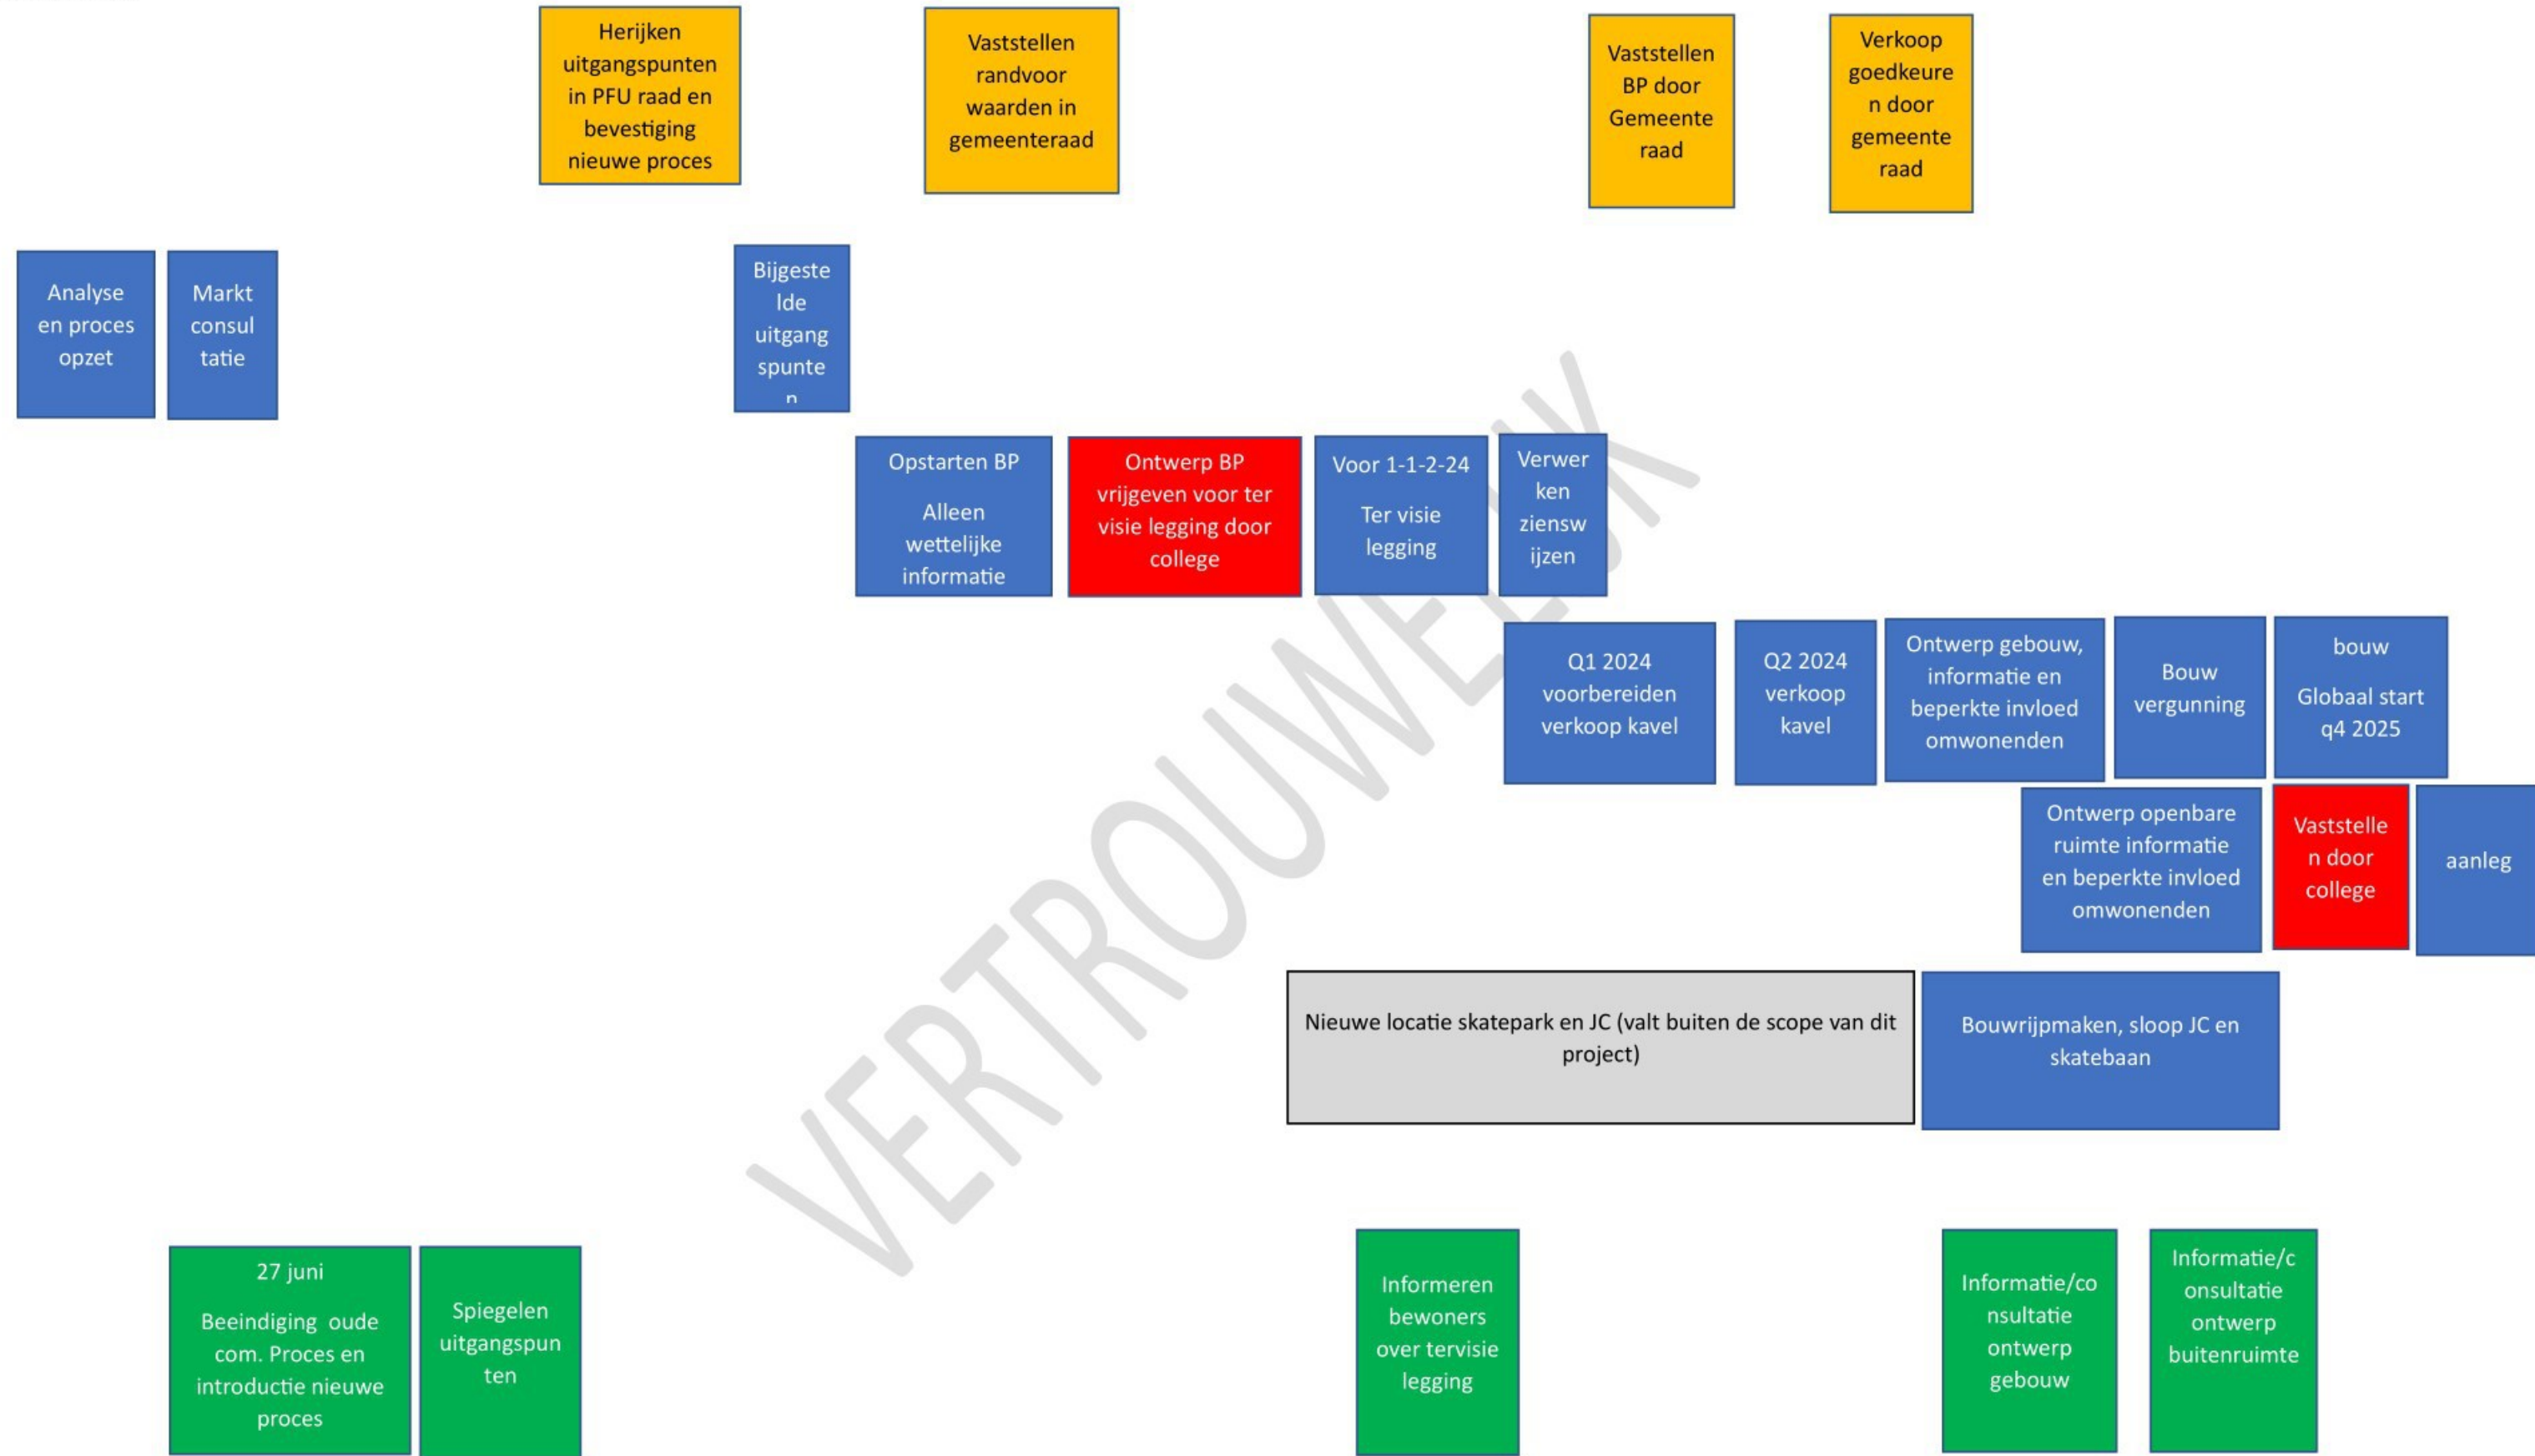 Herijken
uitgangspunten
in PFU raad en
bevestiging
nieuwe proces
Vaststellen
randvoor
waarden in
gemeenteraad
Vaststellen
BP door
Gemeente
raad
Verkoop
goedkeure
n door
gemeente
raad
Analyse
en proces
opzet
Markt
consul
tatie
Bijgeste
lde
uitgang
spunte
n
Opstarten BP
Alleen
wettelijke
informatie
Ontwerp BP
vrijgeven voor ter
visie legging door
college
Voor 1-1-2-24
Ter visie
legging
Verwer
ken
ziensw
ijzen
Q1 2024
voorbereiden
verkoop kavel
Q2 2024
verkoop
kavel
Ontwerp gebouw,
informatie en
beperkte invloed
omwonenden
Bouw
vergunning
bouw
Globaal start
q4 2025
Ontwerp openbare
ruimte informatie
en beperkte invloed
omwonenden
Vaststelle
n door
college
aanleg
Nieuwe locatie skatepark en JC (valt buiten de scope van dit
project)
Bouwrijpmaken, sloop JC en
skatebaan
VERTROUWELIJK
27 juni
Beeindiging oude
com. Proces en
introductie nieuwe
proces
Spiegelen
uitgangspun
ten
Informeren
bewoners
over tervisie
legging
Informatie/co
nsultatie
ontwerp
gebouw
Informatie/c
onsultatie
ontwerp
buitenruimte